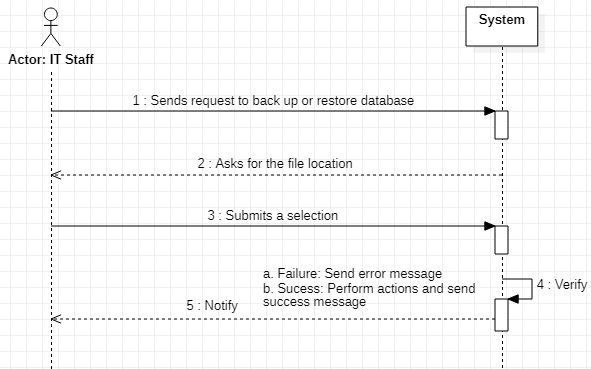 System
Actor: IT Staff
1 : Sends request to back up or restore database
2 : Asks for the file location
3 : Submits a selection
a. Failure: Send error message
b. Sucess: Perform actions and send
success message
4 : Verify
5 : Notify